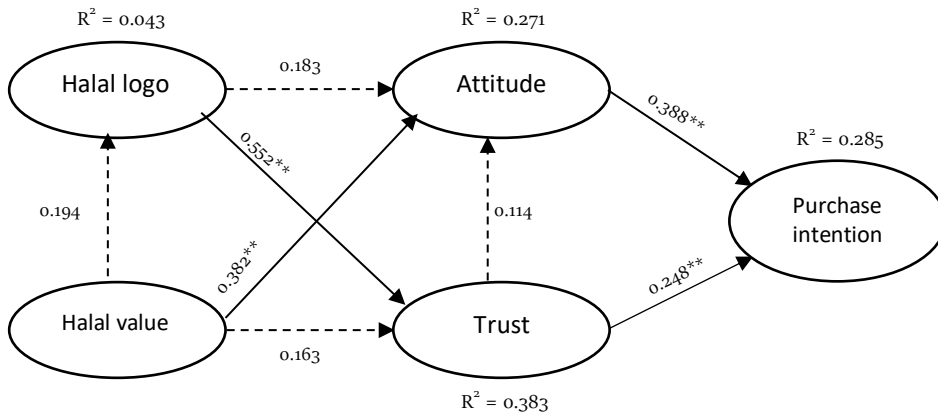 R² = 0.043
R² = 0.271
Halal logo
0.183
Attitude
0.388**
R² = 0.285
0.552**
0.194
0.114
Purchase
intention
0.382**
0.248**
Halal value
Trust
0.163
R² = 0.383